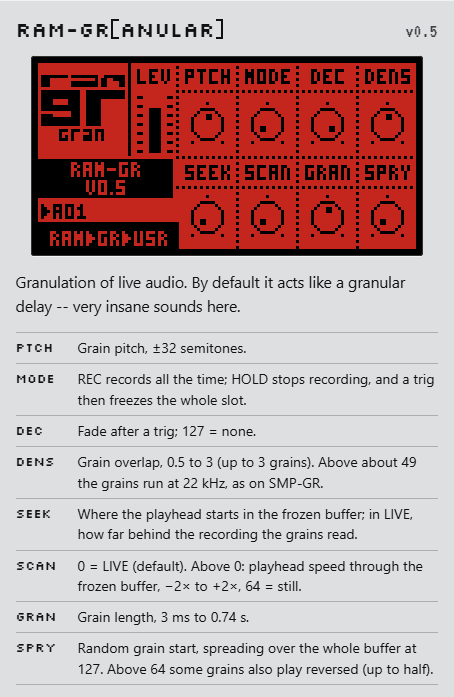 RAM-GR[ANULAR]
v0.5
ran
gr
Gran
LEV PTCH MODE DEC DENS
RAM-GR
V0.5
SEEK SCAN GRAN SPRY
▶A01
RAM▶GR▶USR
Granulation of live audio. By default it acts like a granular
delay -- very insane sounds here.
PTCH Grain pitch, ±32 semitones.
MODE REC records all the time; HOLD stops recording, and a trig
then freezes the whole slot.
DEC Fade after a trig; 127 = none.
DENS Grain overlap, 0.5 to 3 (up to 3 grains). Above about 49
the grains run at 22 kHz, as on SMP-GR.
SEEK Where the playhead starts in the frozen buffer; in LIVE,
how far behind the recording the grains read.
SCAN 0 = LIVE (default). Above 0: playhead speed through the
frozen buffer, −2× to +2×, 64 = still.
GRAN Grain length, 3 ms to 0.74 s.
SPRY Random grain start, spreading over the whole buffer at
127. Above 64 some grains also play reversed (up to half).